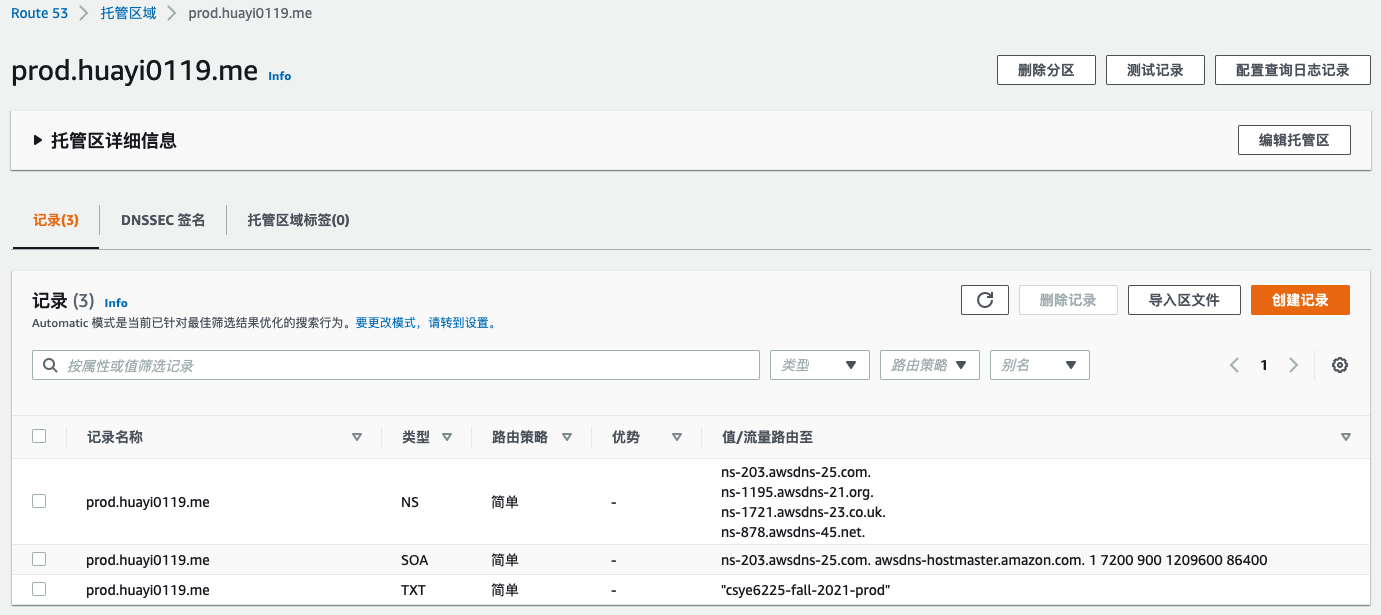 Route 53 > 托管区域 > prod.huayi0119.me
prod.huayi0119.me Info
删除分区 测试记录 配置查询日志记录
托管区详细信息 编辑托管区
记录(3) DNSSEC 签名 托管区域标签(0)
记录 (3) Info
删除记录 导入区文件 创建记录
Automatic 模式是当前已针对最佳筛选结果优化的搜索行为。要更改模式，请转到设置。
按属性或值筛选记录 类型 路由策略 别名 1
记录名称 类型 路由策略 优势 值/流量路由至
prod.huayi0119.me NS 简单 - ns-203.awsdns-25.com.
ns-1195.awsdns-21.org.
ns-1721.awsdns-23.co.uk.
ns-878.awsdns-45.net.
prod.huayi0119.me SOA 简单 - ns-203.awsdns-25.com. awsdns-hostmaster.amazon.com. 1 7200 900 1209600 86400
prod.huayi0119.me TXT 简单 - "csye6225-fall-2021-prod"